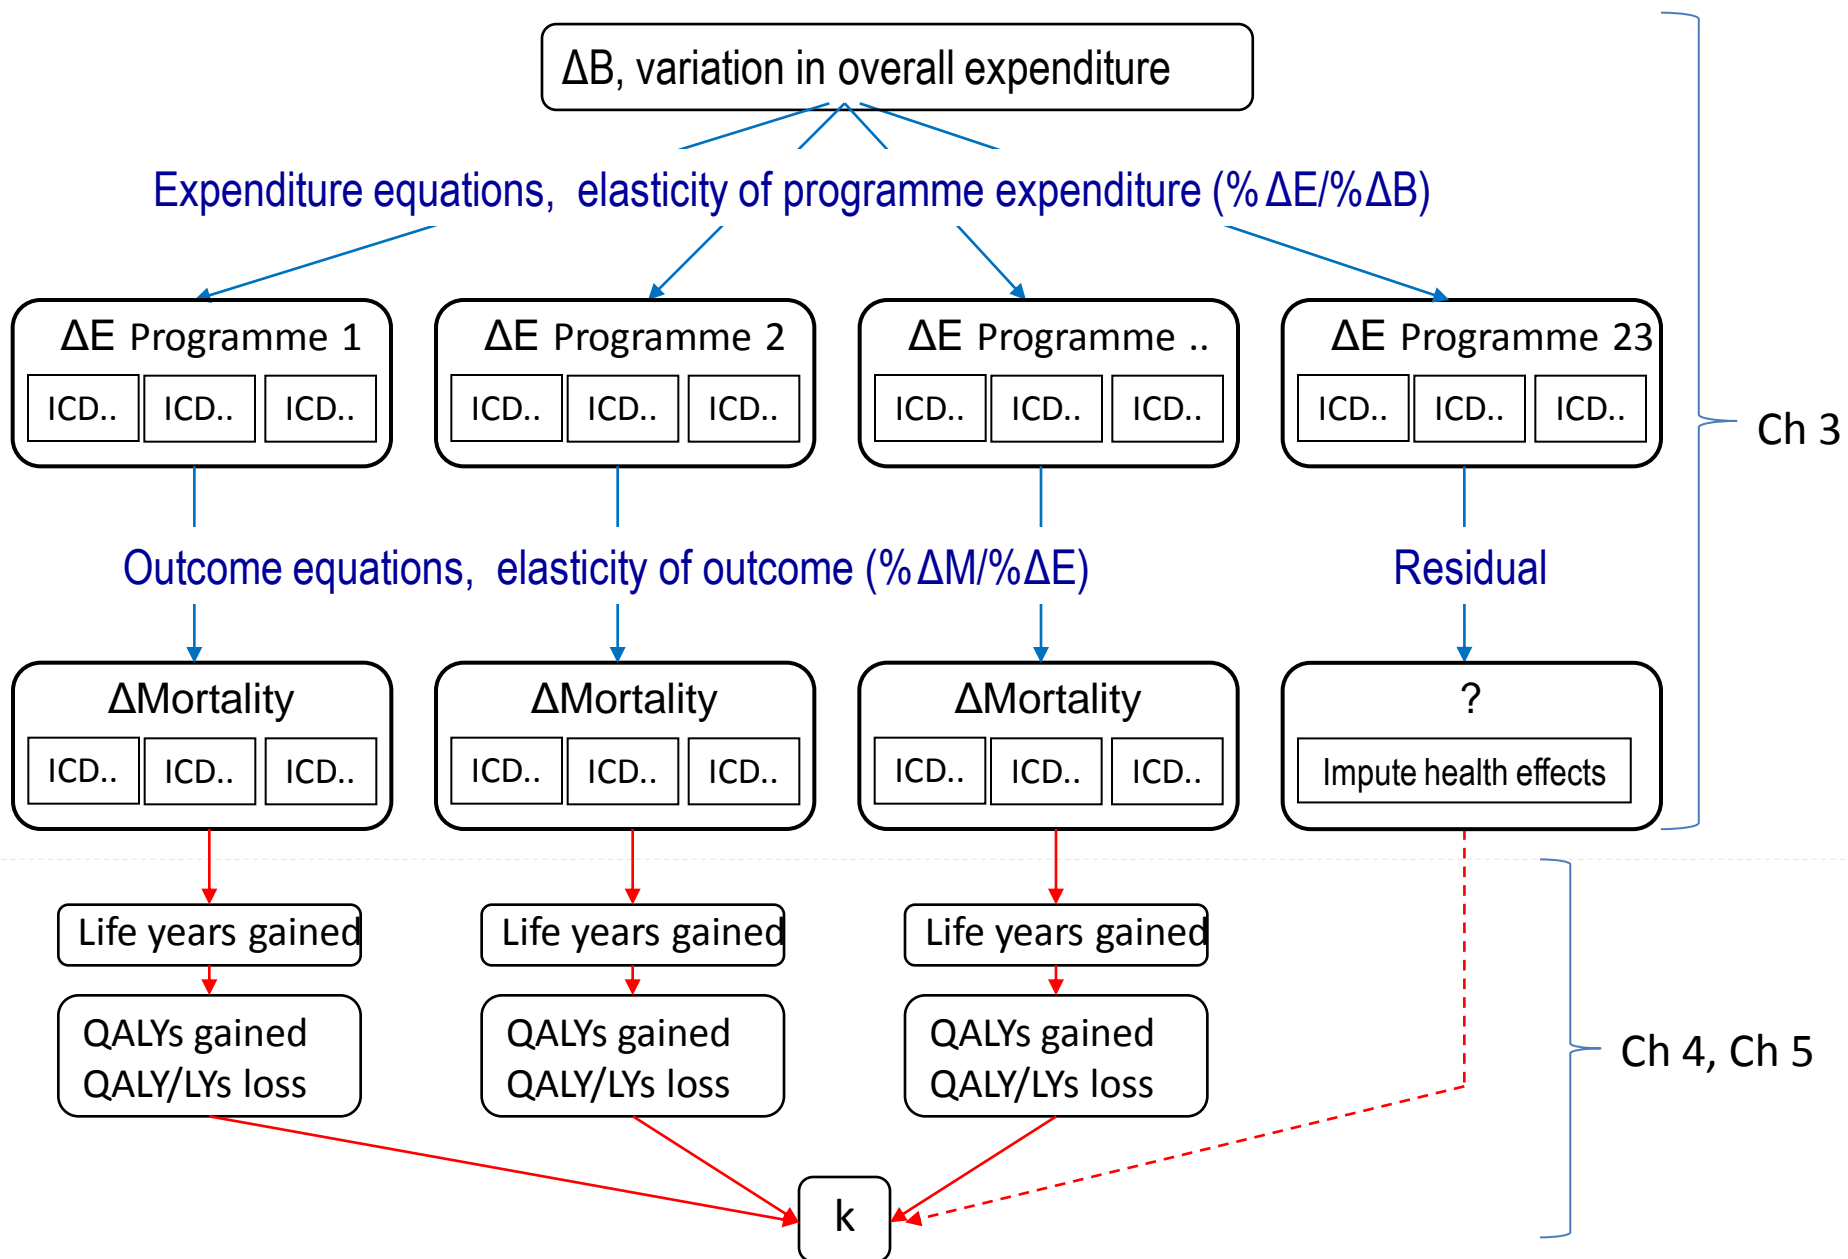 ΔB, variation in overall expenditure
Expenditure equations, elasticity of programme expenditure (%ΔE/%ΔB)
ΔE Programme 1
ICD.. ICD.. ICD..
ΔE Programme 2
ICD.. ICD.. ICD..
ΔE Programme ..
ICD.. ICD.. ICD..
ΔE Programme 23
ICD.. ICD.. ICD..
Ch 3
Outcome equations, elasticity of outcome (%ΔM/%ΔE)
Residual
ΔMortality
ICD.. ICD.. ICD..
ΔMortality
ICD.. ICD.. ICD..
ΔMortality
ICD.. ICD.. ICD..
?
Impute health effects
Life years gained
Life years gained
Life years gained
QALYs gained
QALY/LYs loss
QALYs gained
QALY/LYs loss
QALYs gained
QALY/LYs loss
Ch 4, Ch 5
k